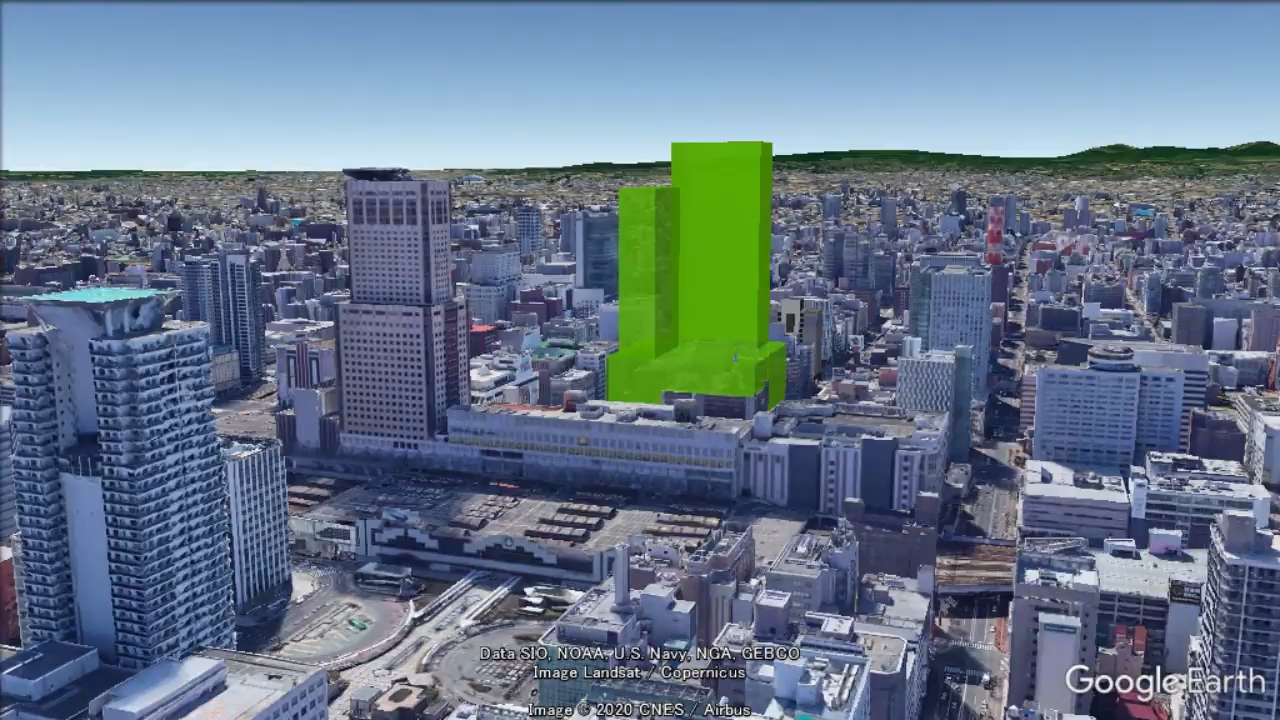 Data SIO, NOAA, U.S. Navy, NGA, GEBCO
Image Landsat / Copernicus
Image © 2020 CNES / Airbus
Google Earth